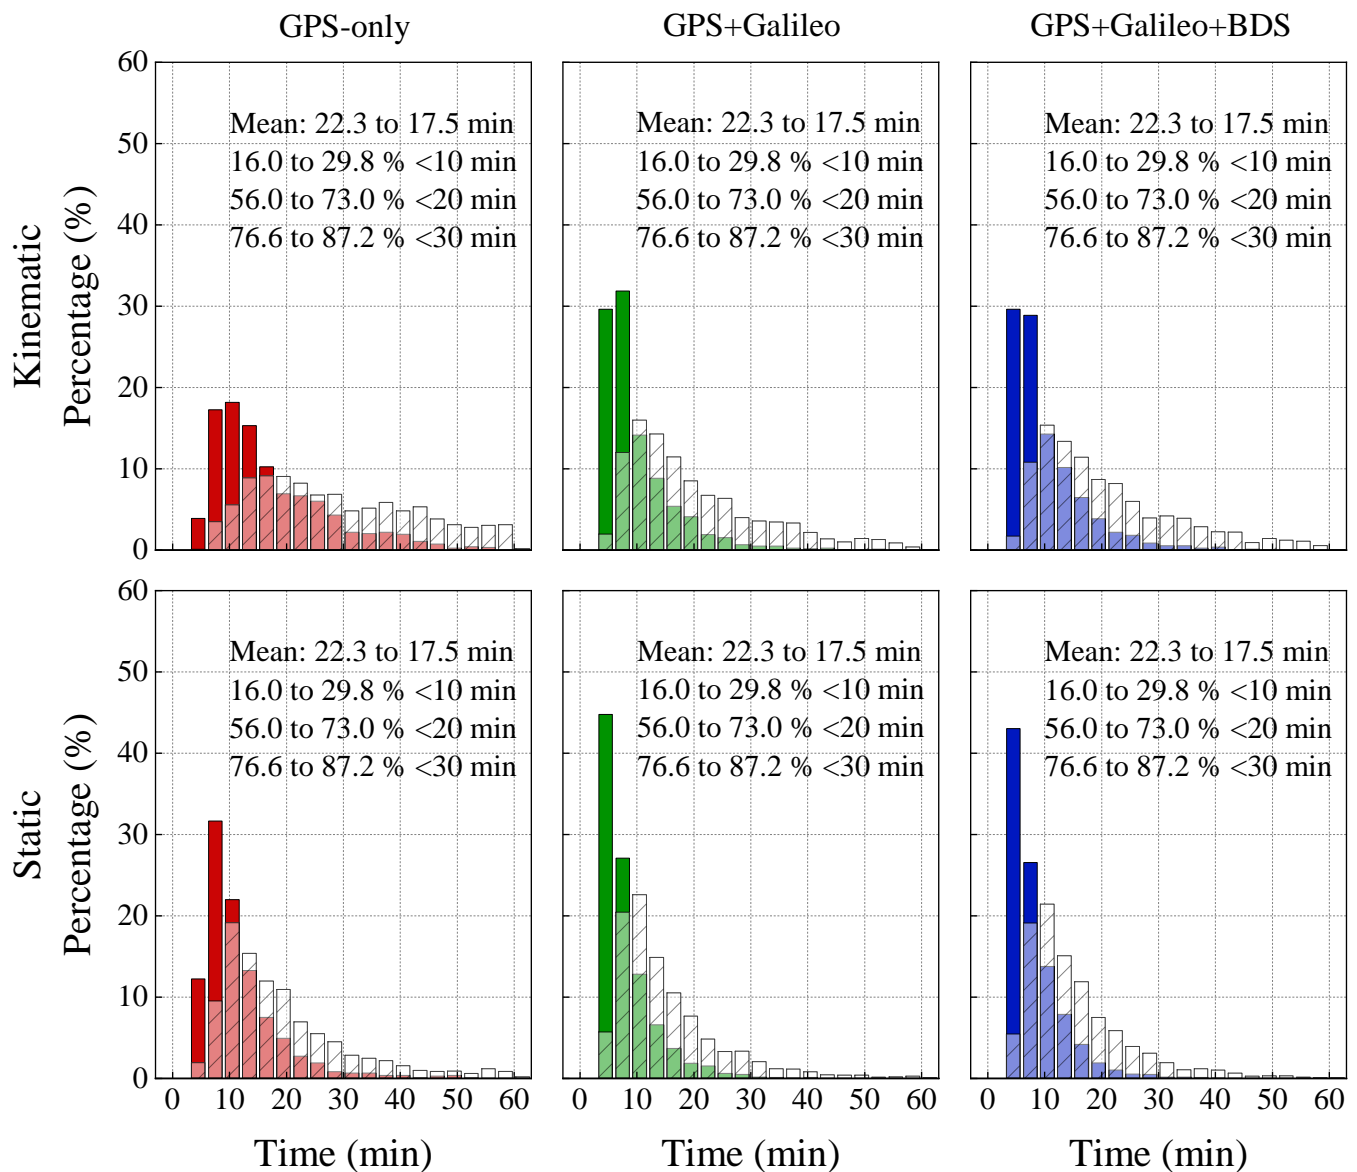 GPS-only
GPS+Galileo
GPS+Galileo+BDS
Kinematic
Percentage (%)
60
50
40
30
20
10
0
Mean: 22.3 to 17.5 min
16.0 to 29.8 % <10 min
56.0 to 73.0 % <20 min
76.6 to 87.2 % <30 min
Mean: 22.3 to 17.5 min
16.0 to 29.8 % <10 min
56.0 to 73.0 % <20 min
76.6 to 87.2 % <30 min
Mean: 22.3 to 17.5 min
16.0 to 29.8 % <10 min
56.0 to 73.0 % <20 min
76.6 to 87.2 % <30 min
Static
Percentage (%)
60
50
40
30
20
10
0
Mean: 22.3 to 17.5 min
16.0 to 29.8 % <10 min
56.0 to 73.0 % <20 min
76.6 to 87.2 % <30 min
Mean: 22.3 to 17.5 min
16.0 to 29.8 % <10 min
56.0 to 73.0 % <20 min
76.6 to 87.2 % <30 min
Mean: 22.3 to 17.5 min
16.0 to 29.8 % <10 min
56.0 to 73.0 % <20 min
76.6 to 87.2 % <30 min
0 10 20 30 40 50 60
0 10 20 30 40 50 60
0 10 20 30 40 50 60
Time (min)
Time (min)
Time (min)